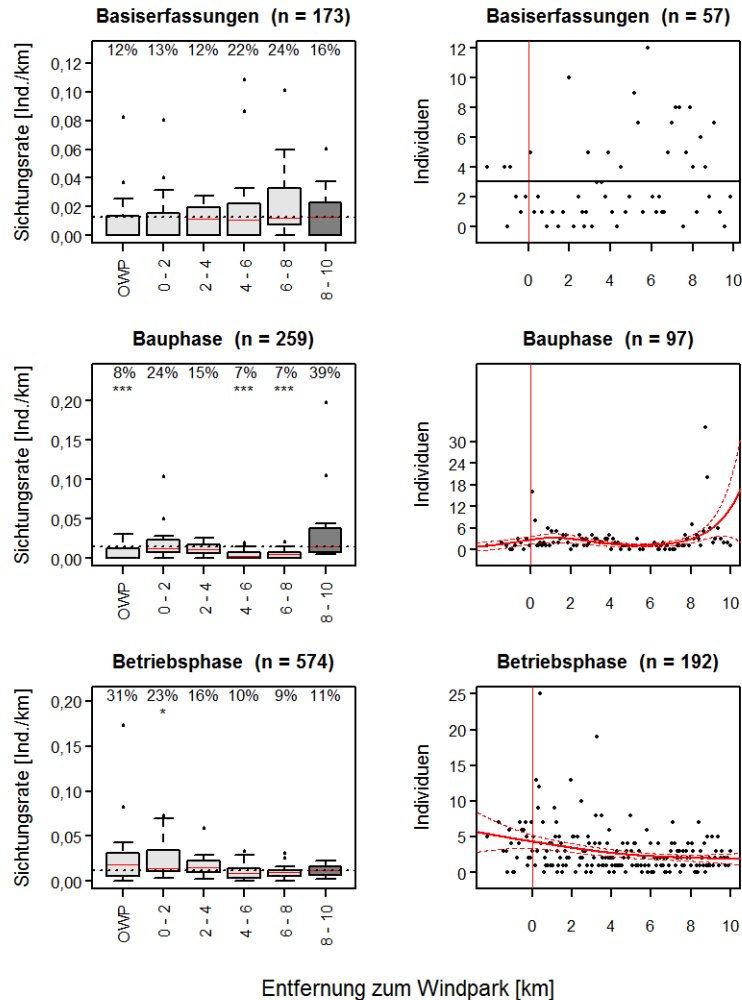 Basiserfassungen (n = 173)
12% 13% 12% 22% 24% 16%
Sichtungsrate [Ind./km]
0,12
0,10
0,08
0,06
0,04
0,02
0,00
OWP
0 - 2
2 - 4
4 - 6
6 - 8
8 - 10
Basiserfassungen (n = 57)
Individuen
12
10
8
6
4
2
0
0 2 4 6 8 10
Bauphase (n = 259)
8% 24% 15% 7% 7% 39%
*** *** ***
Sichtungsrate [Ind./km]
0,20
0,15
0,10
0,05
0,00
OWP
0 - 2
2 - 4
4 - 6
6 - 8
8 - 10
Bauphase (n = 97)
Individuen
30
24
18
12
6
0
0 2 4 6 8 10
Betriebsphase (n = 574)
31% 23% 16% 10% 9% 11%
*
Sichtungsrate [Ind./km]
0,20
0,15
0,10
0,05
0,00
OWP
0 - 2
2 - 4
4 - 6
6 - 8
8 - 10
Betriebsphase (n = 192)
Individuen
25
20
15
10
5
0
0 2 4 6 8 10
Entfernung zum Windpark [km]